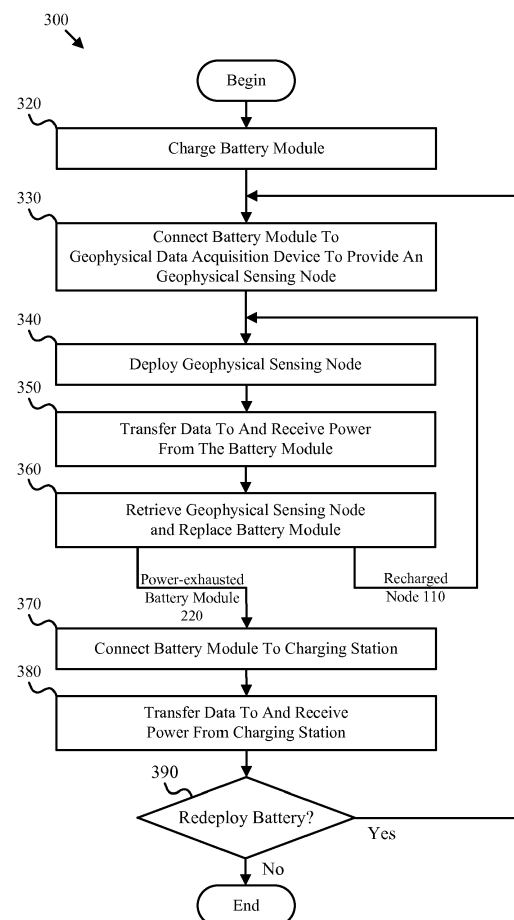 300
Begin
320
Charge Battery Module
330
Connect Battery Module To
Geophysical Data Acquisition Device To Provide An
Geophysical Sensing Node
340
Deploy Geophysical Sensing Node
350
Transfer Data To And Receive Power
From The Battery Module
360
Retrieve Geophysical Sensing Node
and Replace Battery Module
Power-exhausted
Battery Module
220
Recharged
Node 110
370
Connect Battery Module To Charging Station
380
Transfer Data To And Receive
Power From Charging Station
390
Redeploy Battery?
Yes
No
End